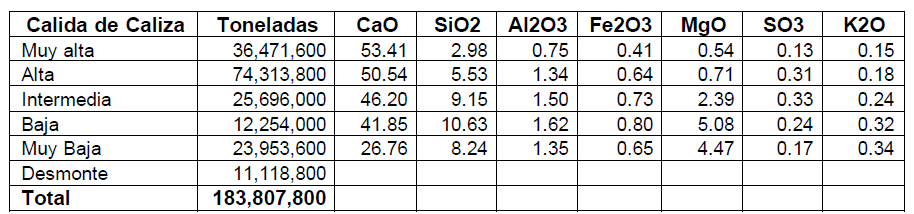 Calida de Caliza Toneladas CaO SiO2 Al2O3 Fe2O3 MgO SO3 K2O
Muy alta 36,471,600 53.41 2.98 0.75 0.41 0.54 0.13 0.15
Alta 74,313,800 50.54 5.53 1.34 0.64 0.71 0.31 0.18
Intermedia 25,696,000 46.20 9.15 1.50 0.73 2.39 0.33 0.24
Baja 12,254,000 41.85 10.63 1.62 0.80 5.08 0.24 0.32
Muy Baja 23,953,600 26.76 8.24 1.35 0.65 4.47 0.17 0.34
Desmonte 11,118,800
Total 183,807,800